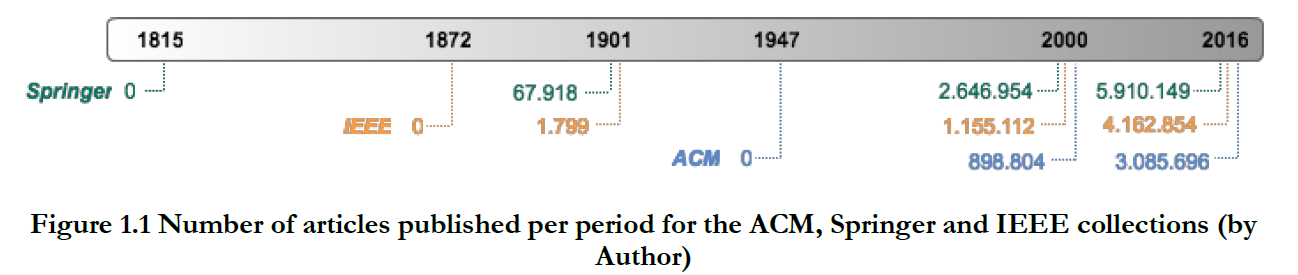 1815 1872 1901 1947 2000 2016
Springer 0 67.918 2.646.954 5.910.149
IEEE 0 1.799 1.155.112 4.162.854
ACM 0 898.804 3.085.696
Figure 1.1 Number of articles published per period for the ACM, Springer and IEEE collections (by
Author)